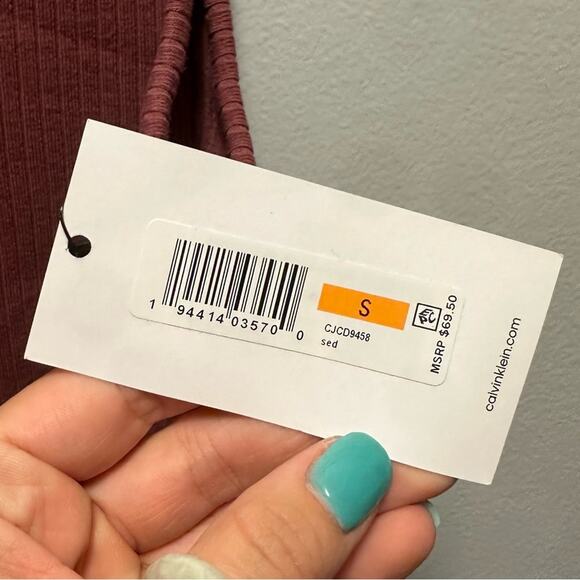 1 94414 03570 0
S
CJCD9458
sed
MSRP $69.50
calvinklein.com